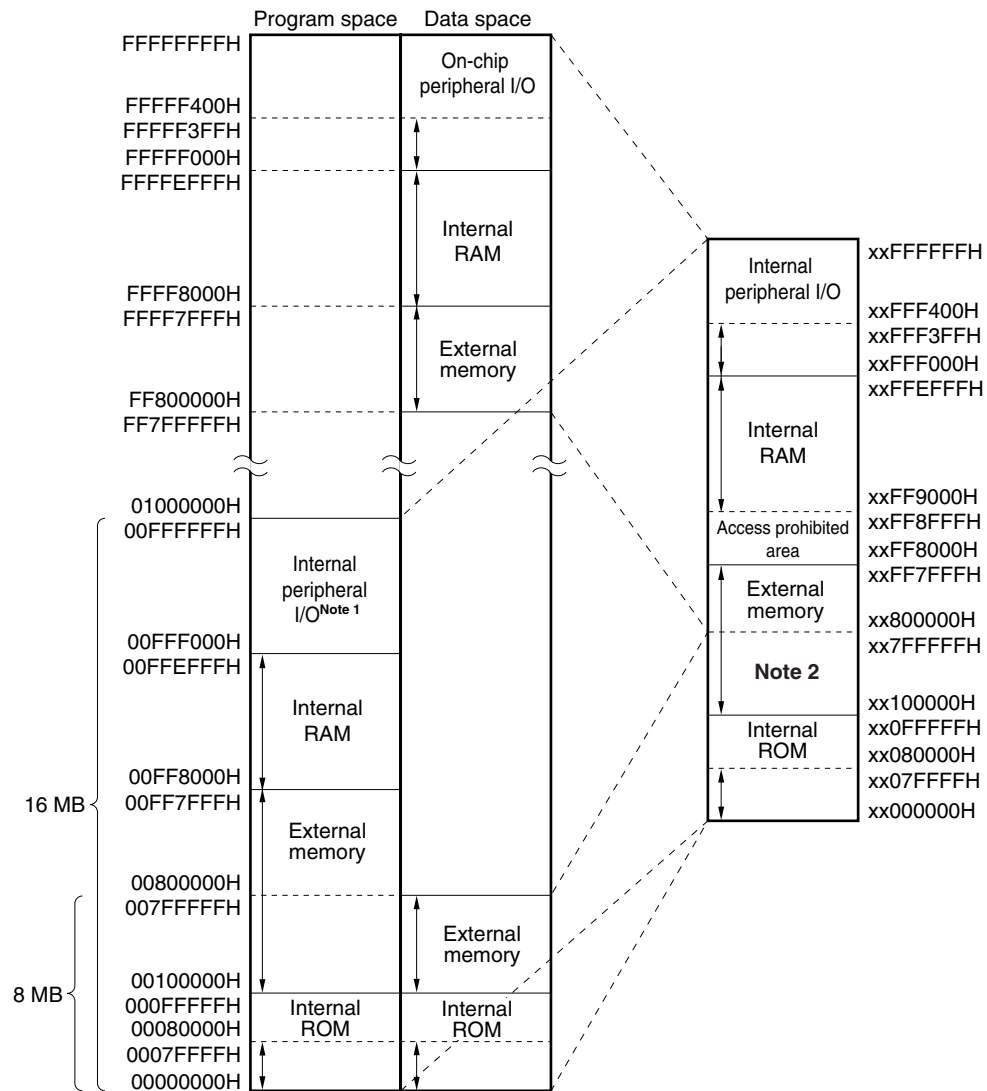 Program space Data space
FFFFFFFFH
On-chip
peripheral I/O
FFFFF400H
FFFFF3FFH
FFFFF000H
FFFFEFFFH
Internal
RAM
FFFF8000H
FFFF7FFFH
External
memory
FF800000H
FF7FFFFFH
01000000H
00FFFFFFH
Internal
peripheral
I/O Note 1
00FFF000H
00FFEFFFH
Internal
RAM
00FF8000H
00FF7FFFH
16 MB
External
memory
00800000H
007FFFFFH
External
memory
8 MB
00100000H
000FFFFFH
Internal
ROM
Internal
ROM
00080000H
0007FFFFH
00000000H
xxFFFFFFH
Internal
peripheral I/O
xxFFF400H
xxFFF3FFH
xxFFF000H
xxFFEFFFH
Internal
RAM
xxFF9000H
xxFF8FFFH
Access prohibited
area
xxFF8000H
xxFF7FFFH
External
memory
xx800000H
xx7FFFFFH
Note 2
xx100000H
xx0FFFFFH
Internal
ROM
xx080000H
xx07FFFFH
xx000000H